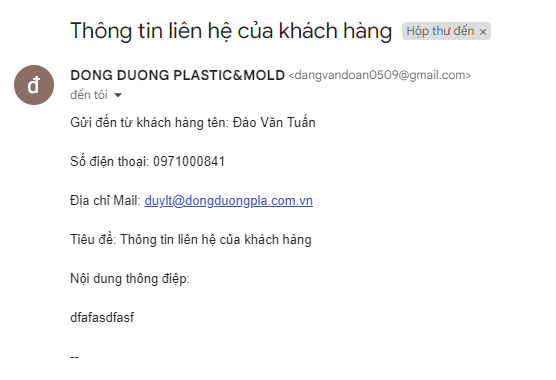 Thông tin liên hệ của khách hàng Hộp thư đến ×
đ
DONG DUONG PLASTIC&MOLD <dangvandoan0509@gmail.com>
đến tôi
Gửi đến từ khách hàng tên: Đào Văn Tuấn
Số điện thoại: 0971000841
Địa chỉ Mail: duylt@dongduongpla.com.vn
Tiêu đề: Thông tin liên hệ của khách hàng
Nội dung thông điệp:
dfafasdfasf
--